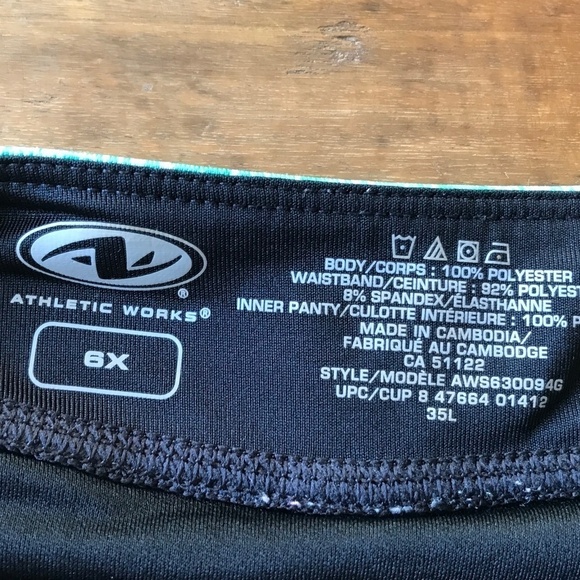 ATHLETIC WORKS®
6X
BODY/CORPS : 100% POLYESTER
WAISTBAND/CEINTURE : 92% POLYES
8% SPANDEX/ÉLASTHANNE
INNER PANTY/CULOTTE INTÉRIEURE : 100% P
MADE IN CAMBODIA/
FABRIQUÉ AU CAMBODGE
CA 51122
STYLE/MODÈLE AWS630094G
UPC/CUP 8 47664 01412
35L